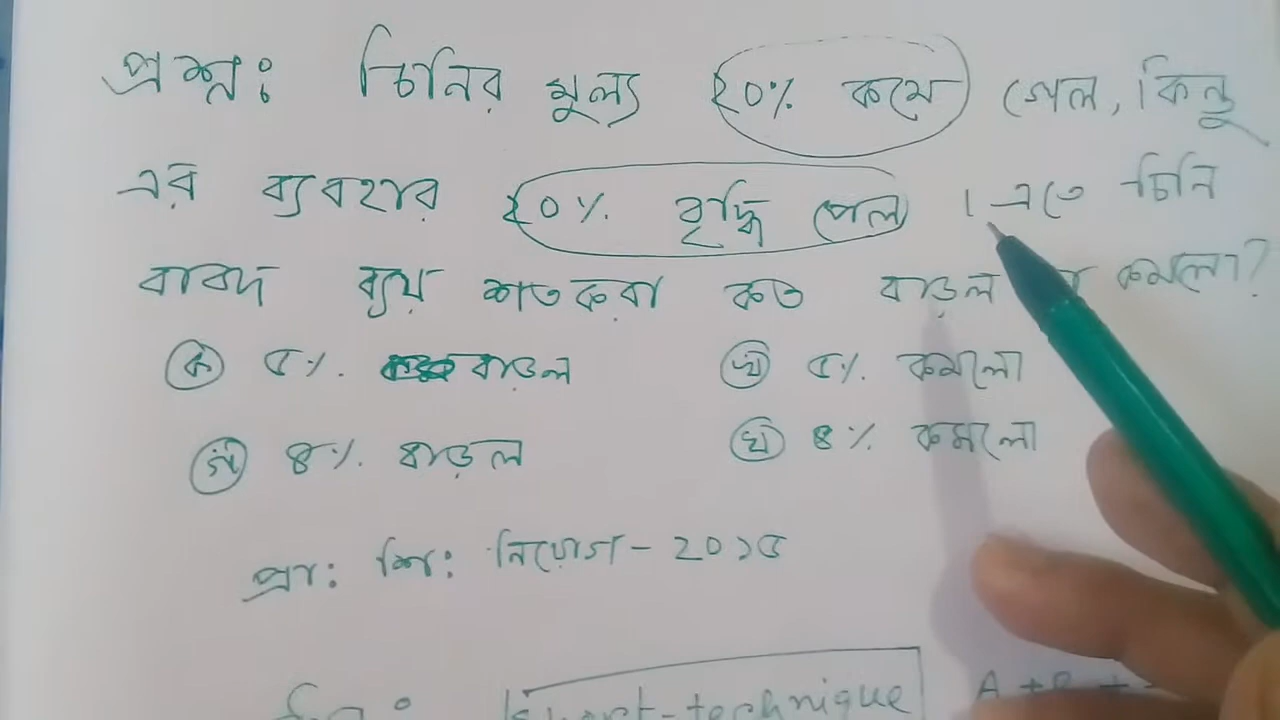 প্রশ্ন: চিনির মূল্য ২০% কমে গেল, কিন্তু
এর ব্যবহার ২০% বৃদ্ধি পেল। এতে চিনি
বাবদ ব্যয় শতকরা কত বাড়ল কমলো?
ক ৫%. বাড়ল
খ ৫%. কমলো
গ ৪%. বাড়ল
ঘ ৪%. কমলো
প্রা: শি: নিয়োগ - 2০১৫
short-technique A +B +